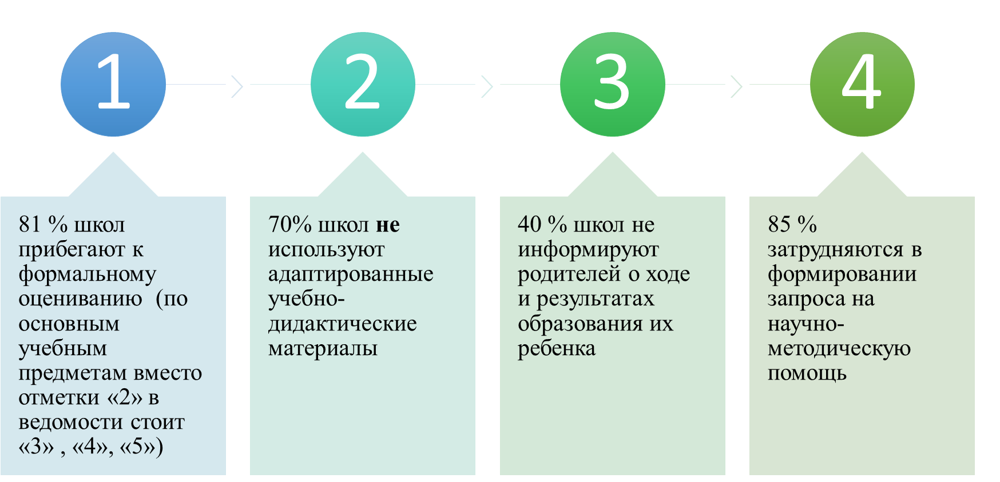 1
81 % школ
прибегают к
формальному
оцениванию  (по
основным
учебным
предметам вместо
отметки «2» в
ведомости стоит
«3» , «4», «5»)
2
70% школ не
используют
адаптированные
учебно-
дидактические
материалы
3
40 % школ не
информируют
родителей о ходе
и результатах
образования их
ребенка
4
85 %
затрудняются в
формировании
запроса на
научно-
методическую
помощь